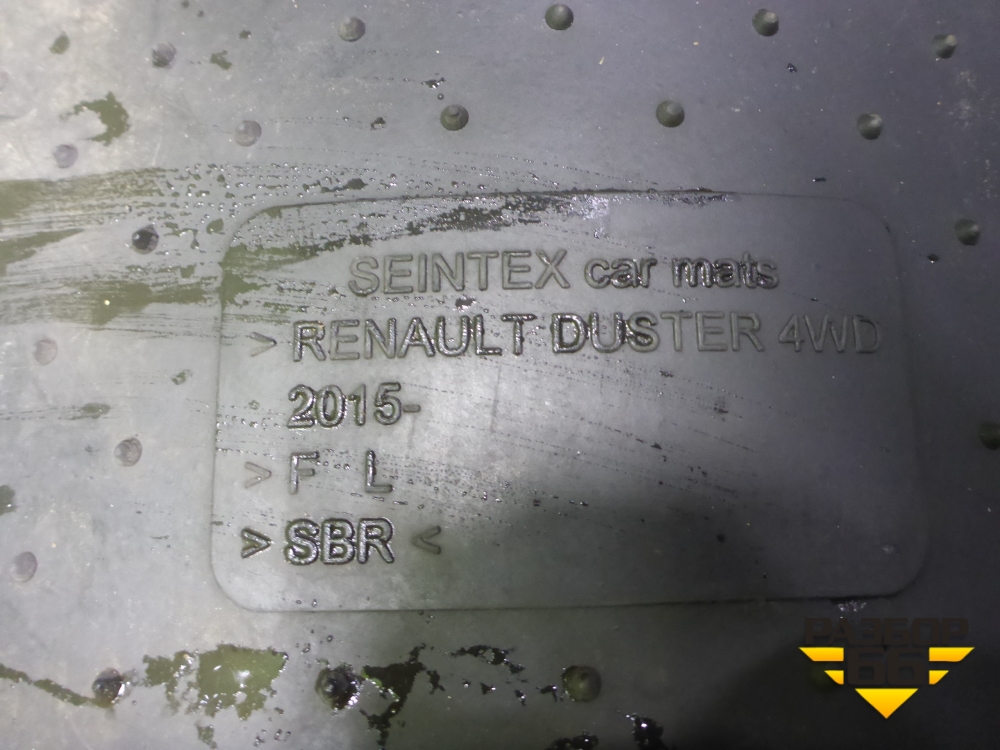 SEINTEX car mats
> RENAULT DUSTER 4WD
2015-
> F L
> SBR <
РАЗБОР
66